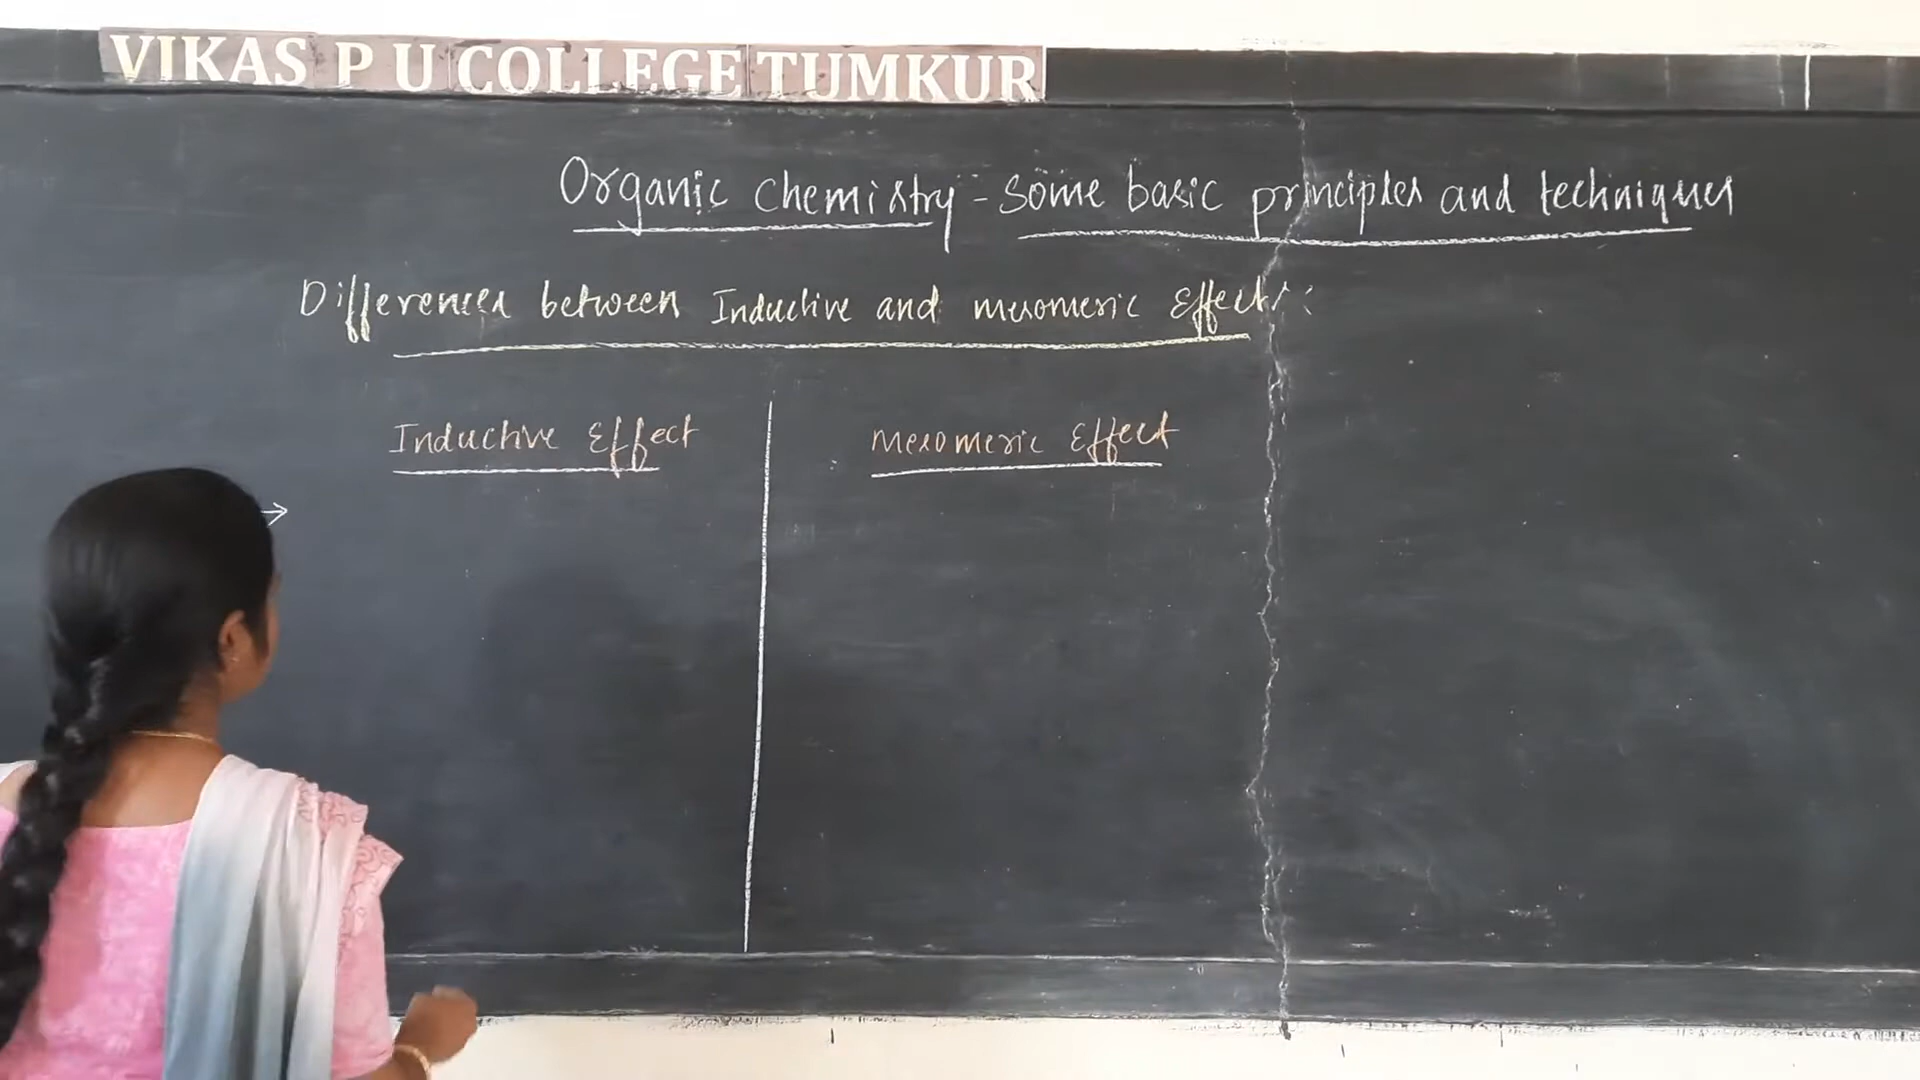 VIKAS P U COLLEGE TUMKUR
Organic Chemistry - Some basic principles and techniques
Differences between Inductive and mesomeric Effects :
Inductive Effect
Mesomeric Effect
→